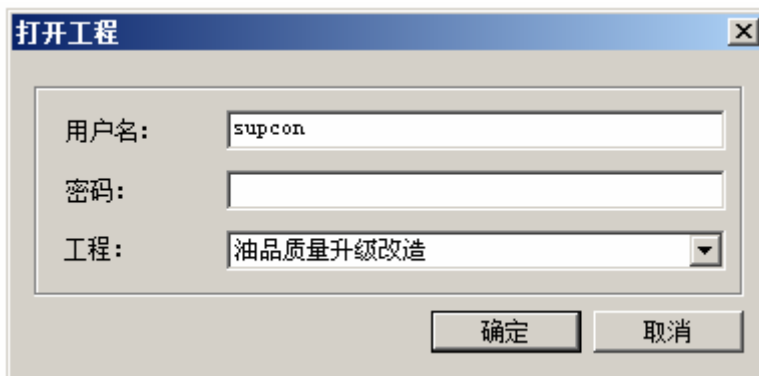 打开工程
用户名: supcon
密码:
工程: 油品质量升级改造
确定 取消